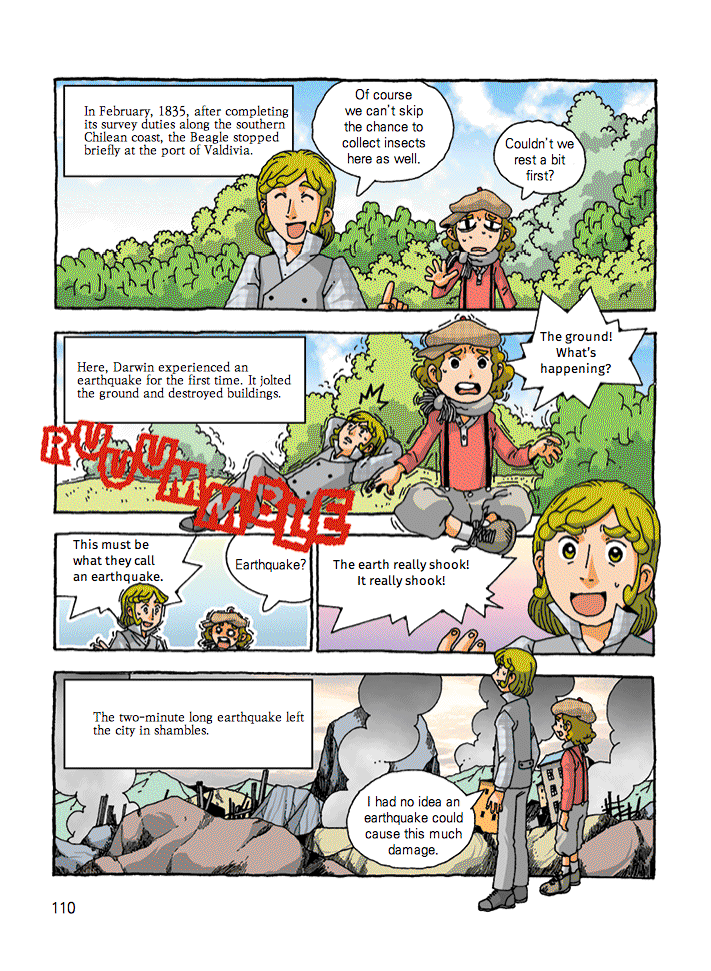 In February, 1835, after completing
its survey duties along the southern
Chilean coast, the Beagle stopped
briefly at the port of Valdivia.
Of course
we can't skip
the chance to
collect insects
here as well.
Couldn't we
rest a bit
first?
Here, Darwin experienced an
earthquake for the first time. It jolted
the ground and destroyed buildings.
The ground!
What's
happening?
RUUUMMBLE
This must be
what they call
an earthquake.
Earthquake?
The earth really shook!
It really shook!
The two-minute long earthquake left
the city in shambles.
I had no idea an
earthquake could
cause this much
damage.
110